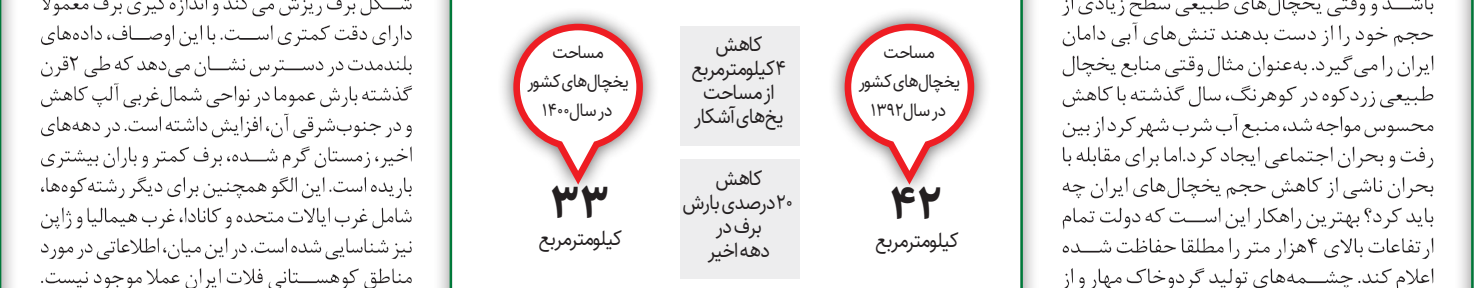 باشد و وقتی یخچال‌های طبیعی سطح زیادی از
حجم خود را از دست بدهند تنش‌های آبی دامان
ایران را می‌گیرد. به‌عنوان مثال وقتی منابع یخچال
طبیعی زردکوه در کوهرنگ، سال گذشته با کاهش
محسوس مواجه شد، منبع آب شرب شهرکرد از بین
رفت و بحران اجتماعی ایجاد کرد.اما برای مقابله با
بحران ناشی از کاهش حجم یخچال‌های ایران چه
باید کرد؟ بهترین راهکار این است که دولت تمام
ارتفاعات بالای ۴هزار متر را مطلقا حفاظت شده
اعلام کند. چشمه‌های تولید گردوخاک مهار و از
مساحت
یخچال‌های کشور
در سال۱۳۹۲
۴۲
کیلومترمربع
کاهش
۴کیلومترمربع
از مساحت
یخ‌های آشکار
کاهش
۲۰درصدی بارش
برف در
دهه اخیر
مساحت
یخچال‌های کشور
در سال۱۴۰۰
۳۳
کیلومترمربع
شکل برف ریزش می‌کند و اندازه‌گیری برف معمولا
دارای دقت کمتری است. با این اوصاف، داده‌های
بلندمدت در دسترس نشان می‌دهد که طی ۲قرن
گذشته بارش عموما در نواحی شمال‌غربی آلپ کاهش
و در جنوب‌شرقی آن، افزایش داشته است. در دهه‌های
اخیر، زمستان گرم شده، برف کمتر و باران بیشتری
باریده است. این الگو همچنین برای دیگر رشته‌کوه‌ها،
شامل غرب ایالات متحده و کانادا، غرب هیمالیا و ژاپن
نیز شناسایی شده است. در این میان، اطلاعاتی در مورد
مناطق کوهستانی فلات ایران عملا موجود نیست.